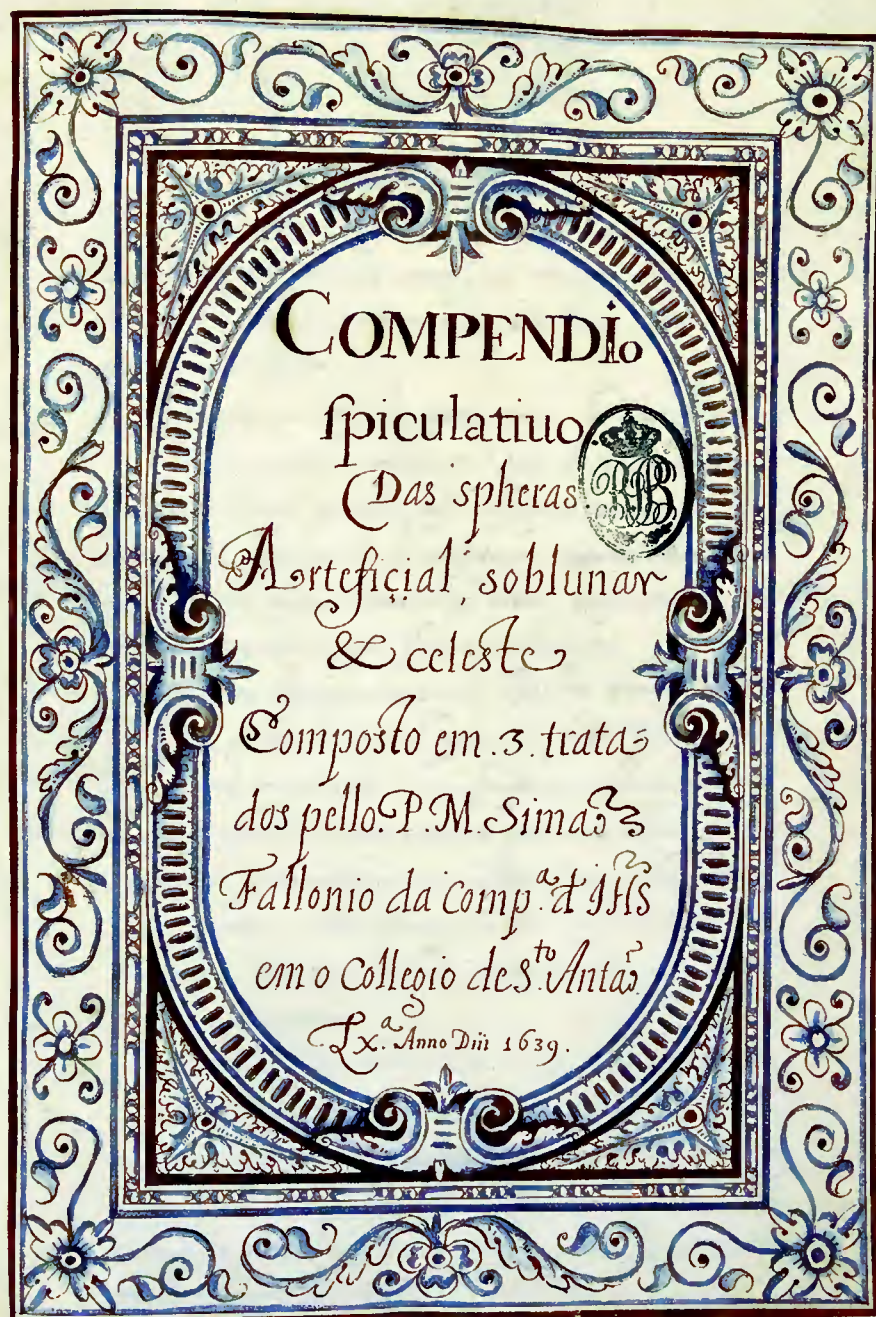 COMPENDIo
ſpiculatiuo
Das spheras
Arteficial, soblunar
& celeste
Composto em .3. trata=
dos pello. P. M. Simaõ
Fallonio da Comp.ª d IHS
em o Collegio de S.to Antaõ.
Lx.ª Anno Dñi 1639.